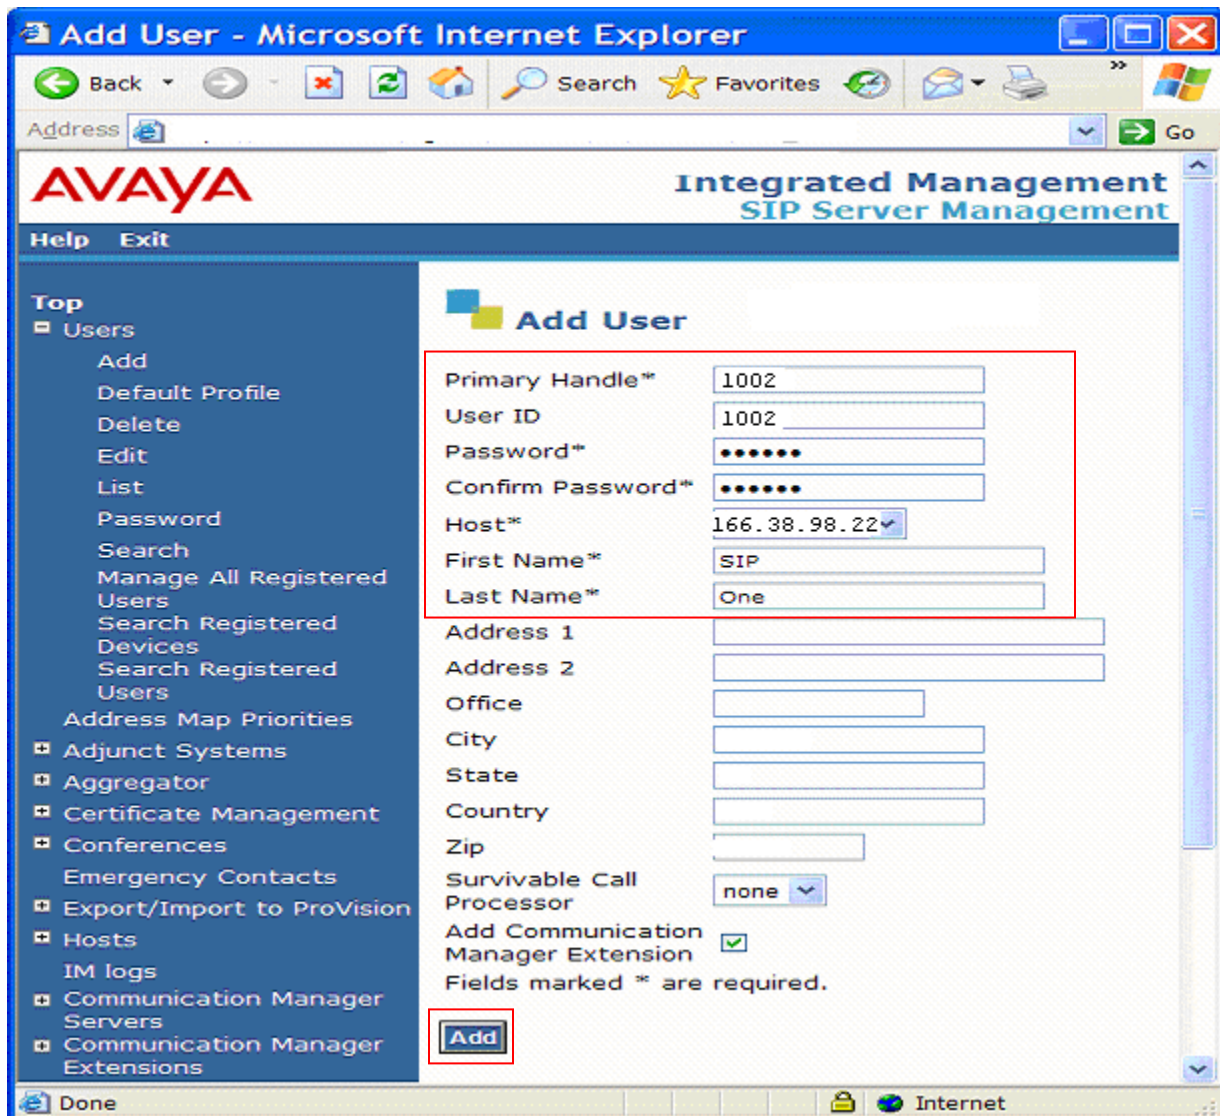 Add User - Microsoft Internet Explorer
Back Search Favorites »
Address Go
AVAYA
Integrated Management
SIP Server Management
Help Exit
Top
Users
Add
Default Profile
Delete
Edit
List
Password
Search
Manage All Registered
Users
Search Registered
Devices
Search Registered
Users
Address Map Priorities
Adjunct Systems
Aggregator
Certificate Management
Conferences
Emergency Contacts
Export/Import to ProVision
Hosts
IM logs
Communication Manager
Servers
Communication Manager
Extensions
Add User
Primary Handle* 1002
User ID 1002
Password* ••••••
Confirm Password* ••••••
Host* 166.38.98.22
First Name* SIP
Last Name* One
Address 1
Address 2
Office
City
State
Country
Zip
Survivable Call
Processor none
Add Communication
Manager Extension
Fields marked * are required.
Add
Done Internet